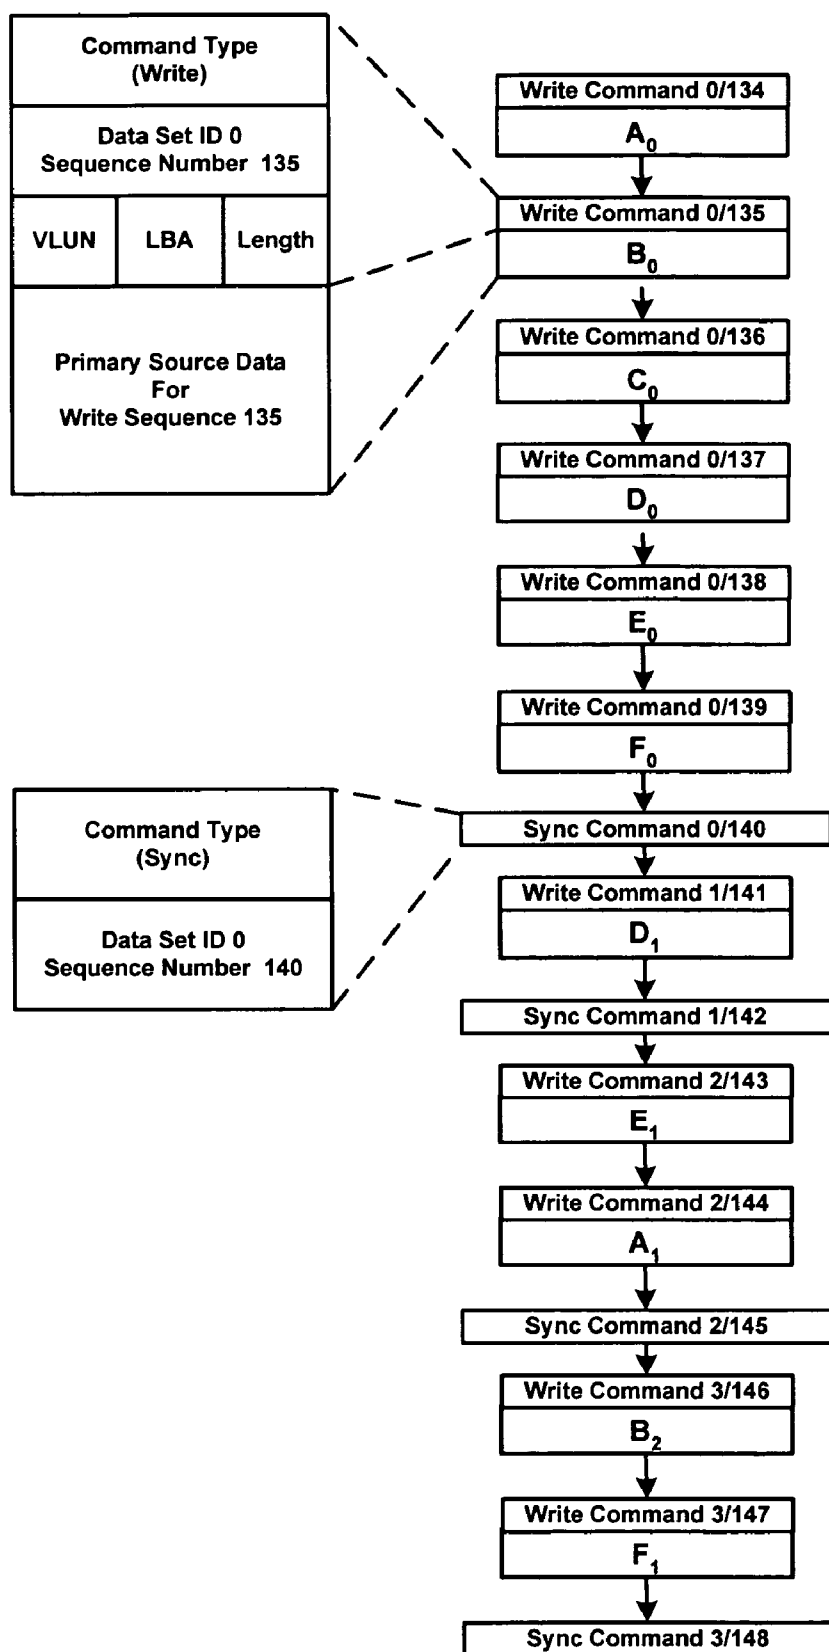 Command Type
(Write)
Data Set ID 0
Sequence Number 135
VLUN LBA Length
Primary Source Data
For
Write Sequence 135
Write Command 0/134
A0
Write Command 0/135
B0
Write Command 0/136
C0
Write Command 0/137
D0
Write Command 0/138
E0
Write Command 0/139
F0
Command Type
(Sync)
Data Set ID 0
Sequence Number 140
Sync Command 0/140
Write Command 1/141
D1
Sync Command 1/142
Write Command 2/143
E1
Write Command 2/144
A1
Sync Command 2/145
Write Command 3/146
B2
Write Command 3/147
F1
Sync Command 3/148